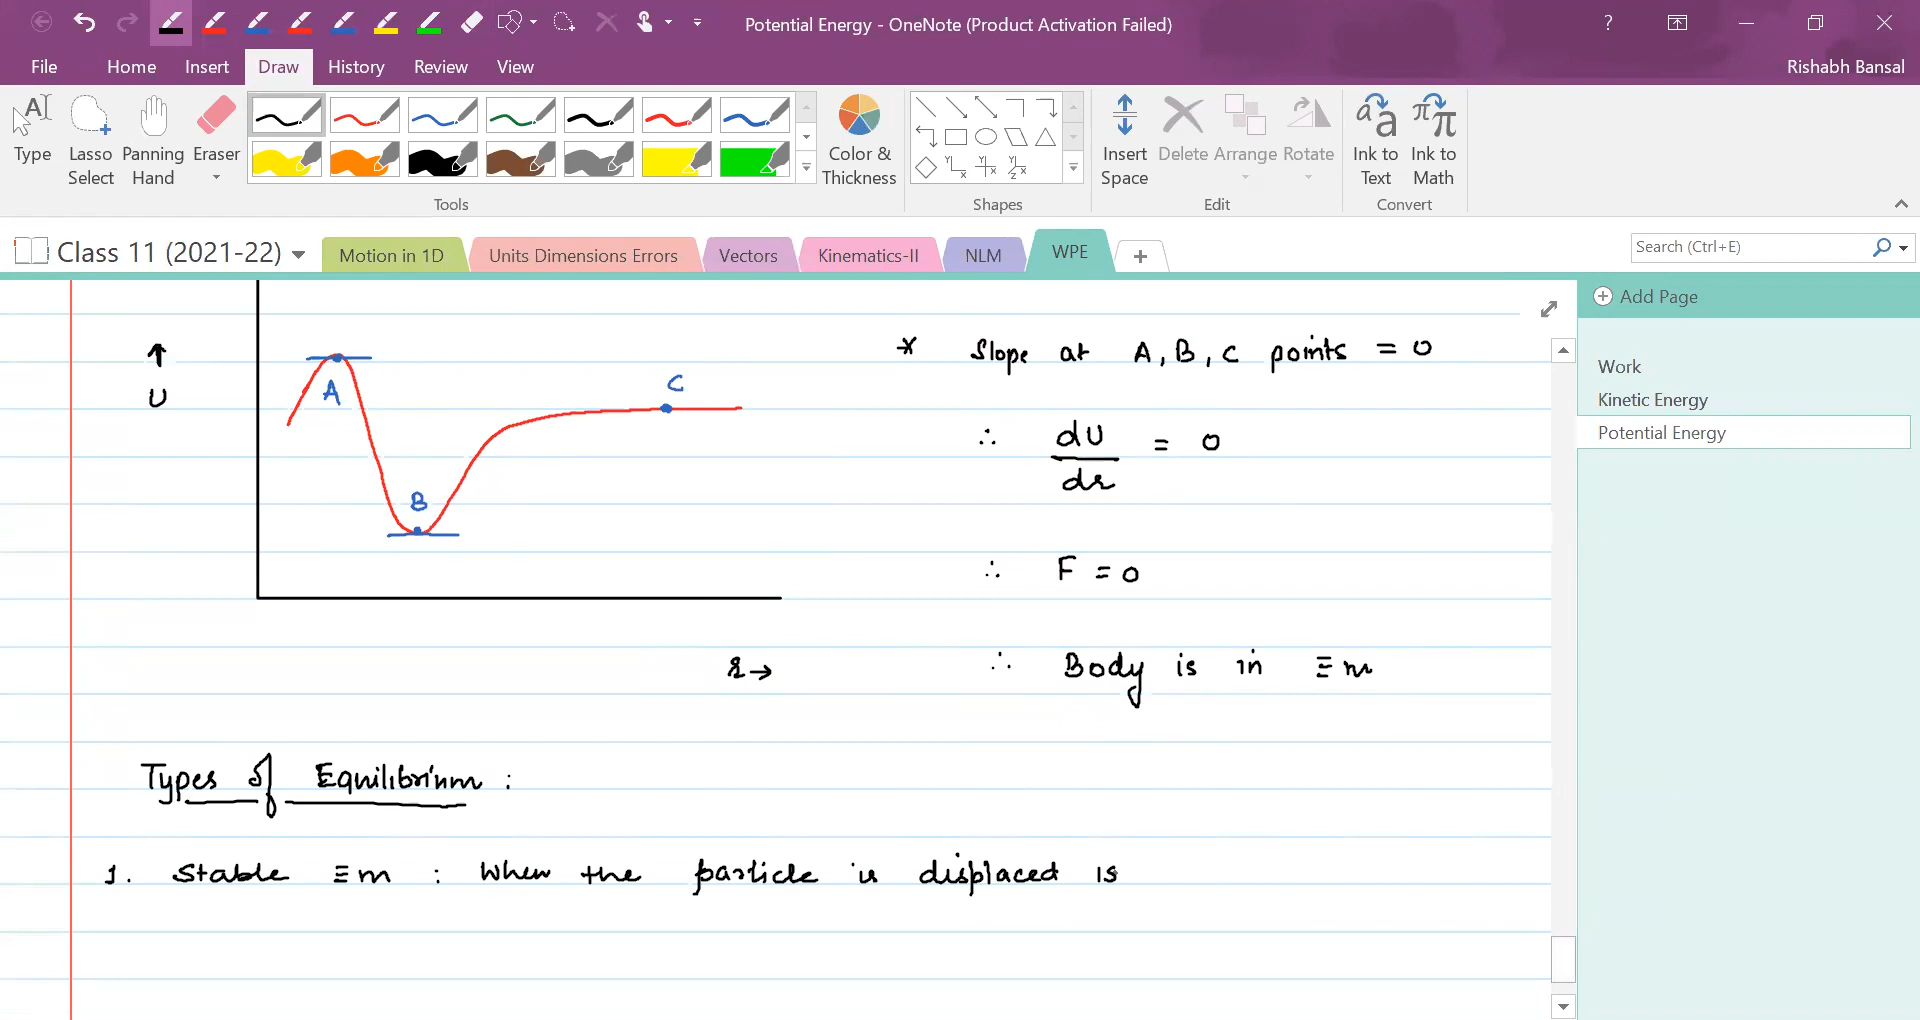 Potential Energy - OneNote (Product Activation Failed)
?
File Home Insert Draw History Review View
Rishabh Bansal
Type
Lasso Select
Panning Hand
Eraser
Color & Thickness
Insert Space
Delete Arrange Rotate
Ink to Text
Ink to Math
Tools Shapes Edit Convert
Class 11 (2021-22) Motion in 1D Units Dimensions Errors Vectors Kinematics-II NLM WPE +
Search (Ctrl+E)
Add Page
Work
Kinetic Energy
Potential Energy
↑
U
A
B
C
r→
* Slope at A, B, C points = 0
∴ dU/dr = 0
∴ F = 0
∴ Body is in ≡m
Types of Equilibrium :
1. Stable ≡m : When the particle is displaced is